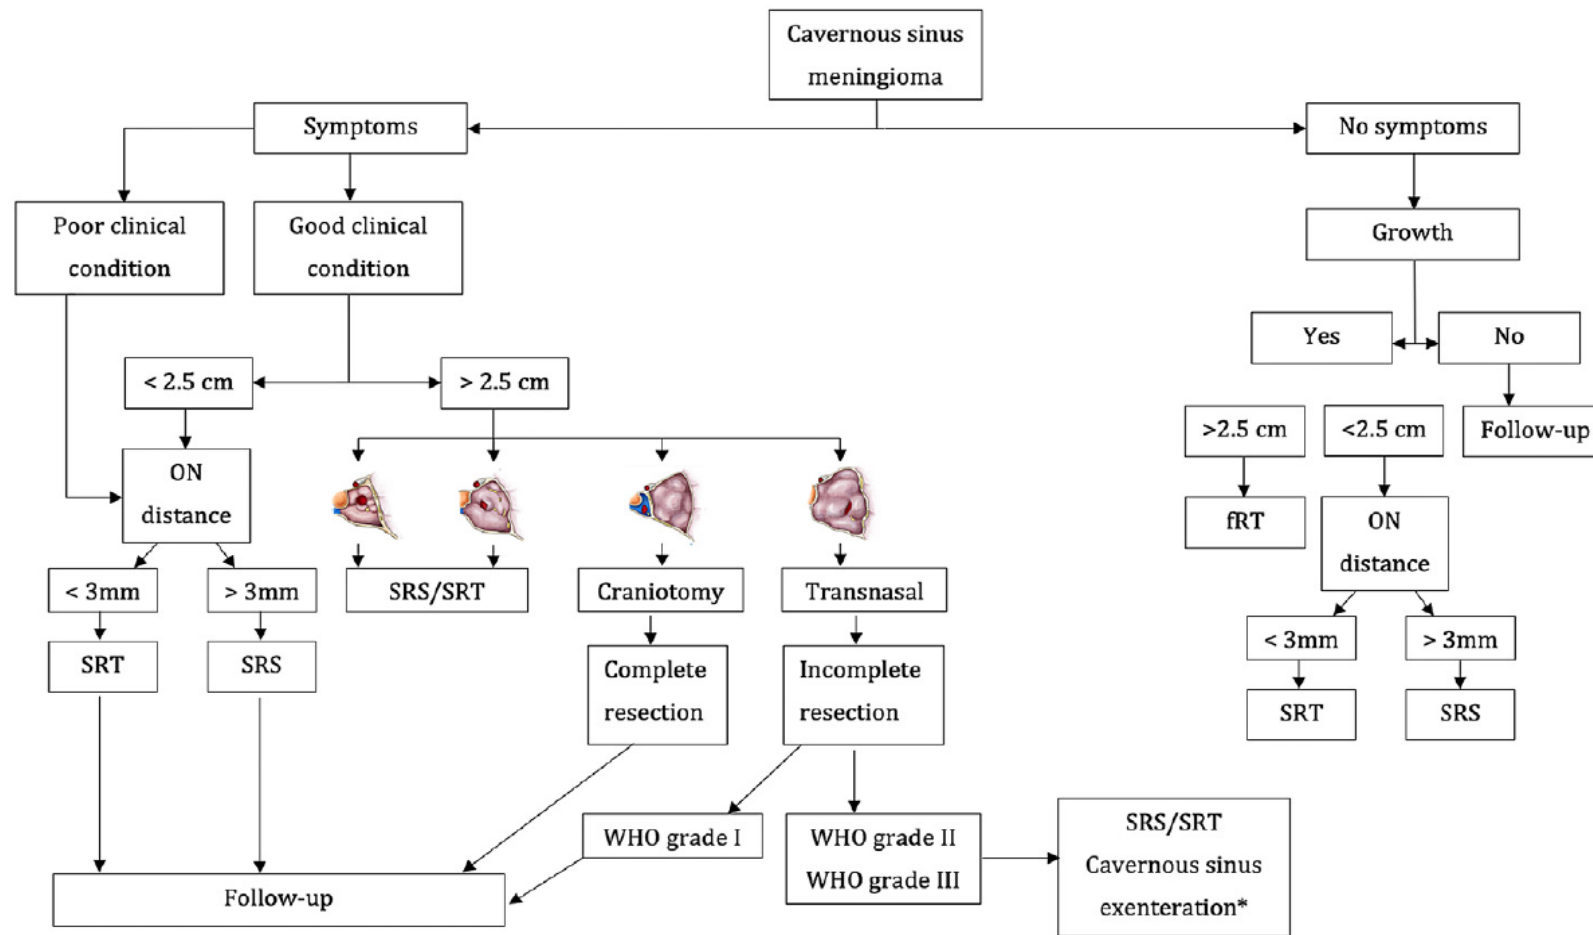 Cavernous sinus
meningioma
Symptoms
No symptoms
Poor clinical
condition
Good clinical
condition
Growth
Yes
No
< 2.5 cm
> 2.5 cm
>2.5 cm
<2.5 cm
Follow-up
ON
distance
fRT
ON
distance
< 3mm
> 3mm
SRS/SRT
Craniotomy
Transnasal
< 3mm
> 3mm
SRT
SRS
Complete
resection
Incomplete
resection
SRT
SRS
WHO grade I
WHO grade II
WHO grade III
SRS/SRT
Cavernous sinus
exenteration*
Follow-up